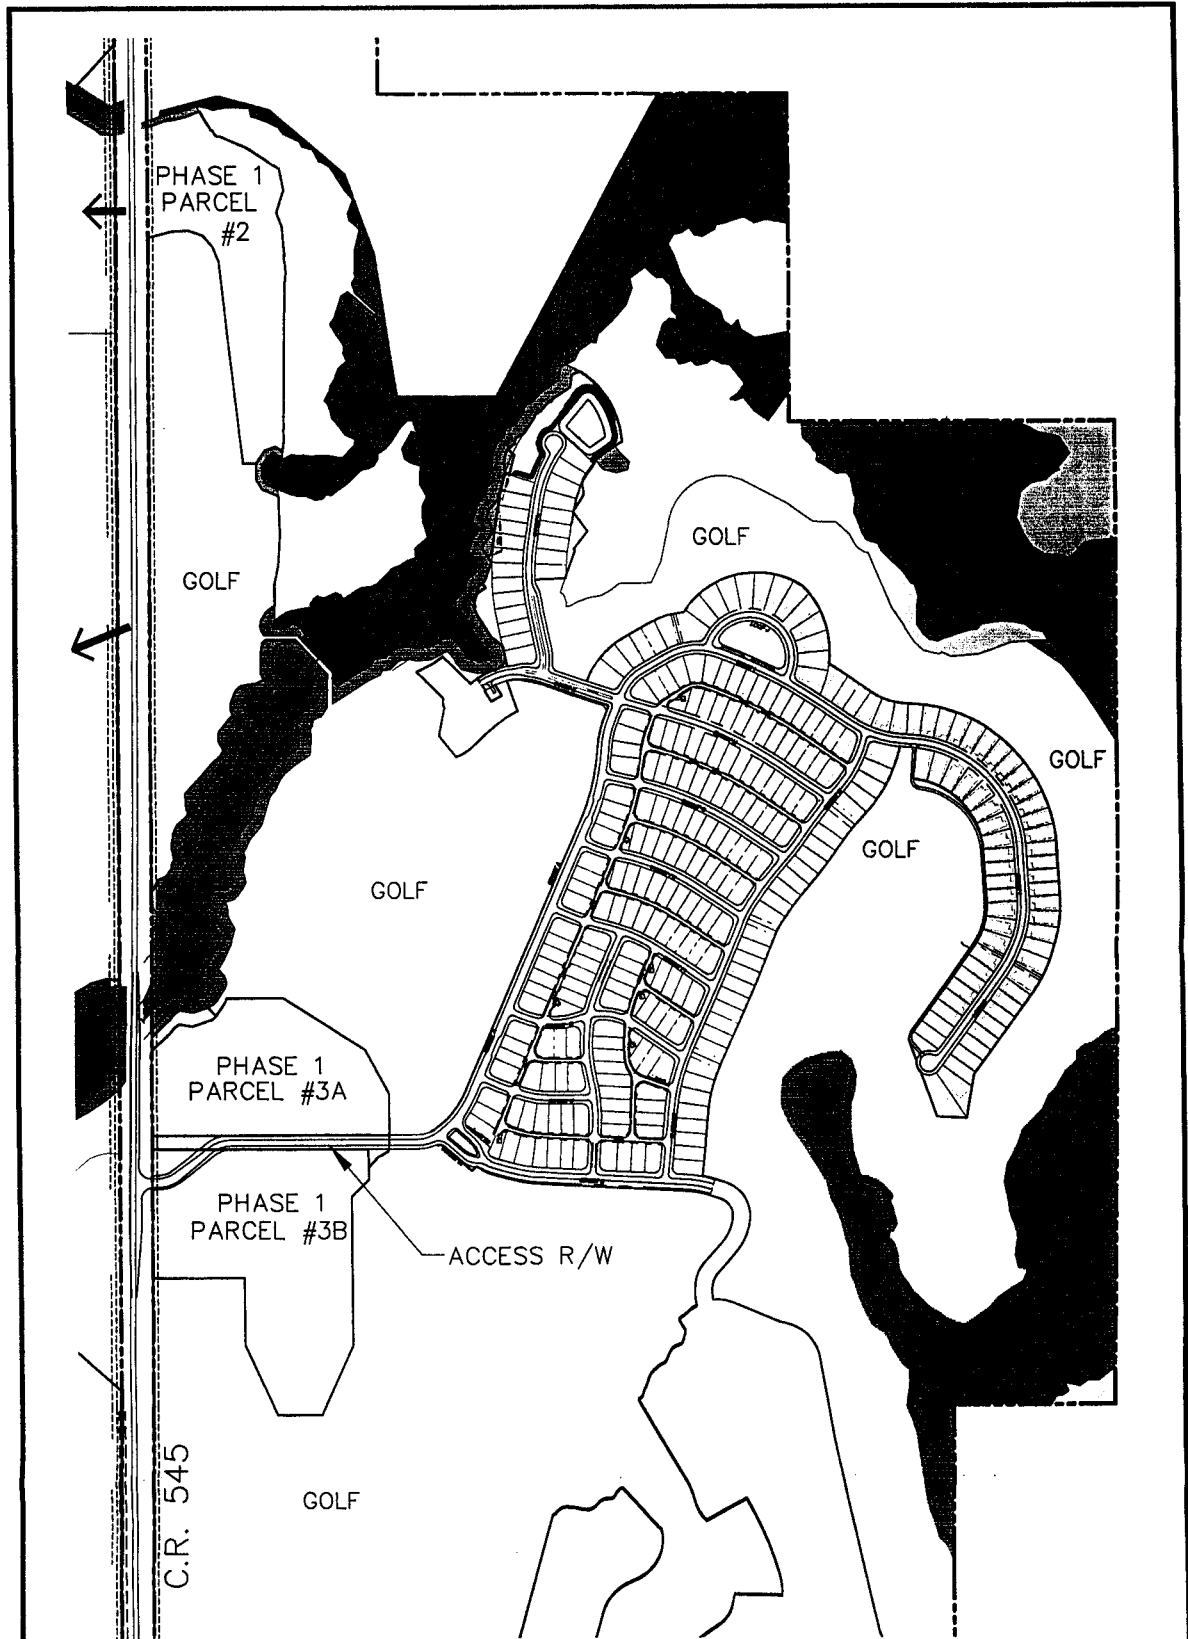 PHASE 1
PARCEL
#2
GOLF
GOLF
GOLF
GOLF
GOLF
PHASE 1
PARCEL #3A
PHASE 1
PARCEL #3B
ACCESS R/W
C.R. 545
GOLF